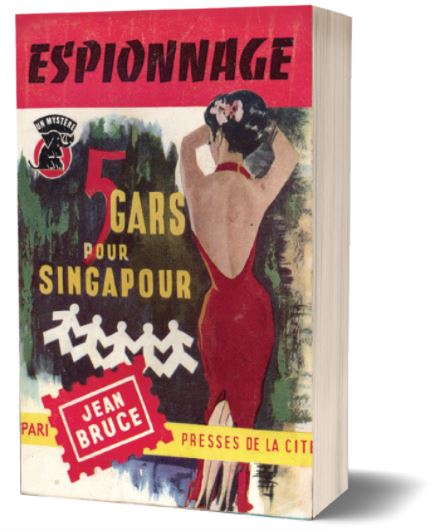 ESPIONNAGE
UN MYSTÈRE
5
GARS
POUR
SINGAPOUR
JEAN
BRUCE
PARI
PRESSES DE LA CITÉ